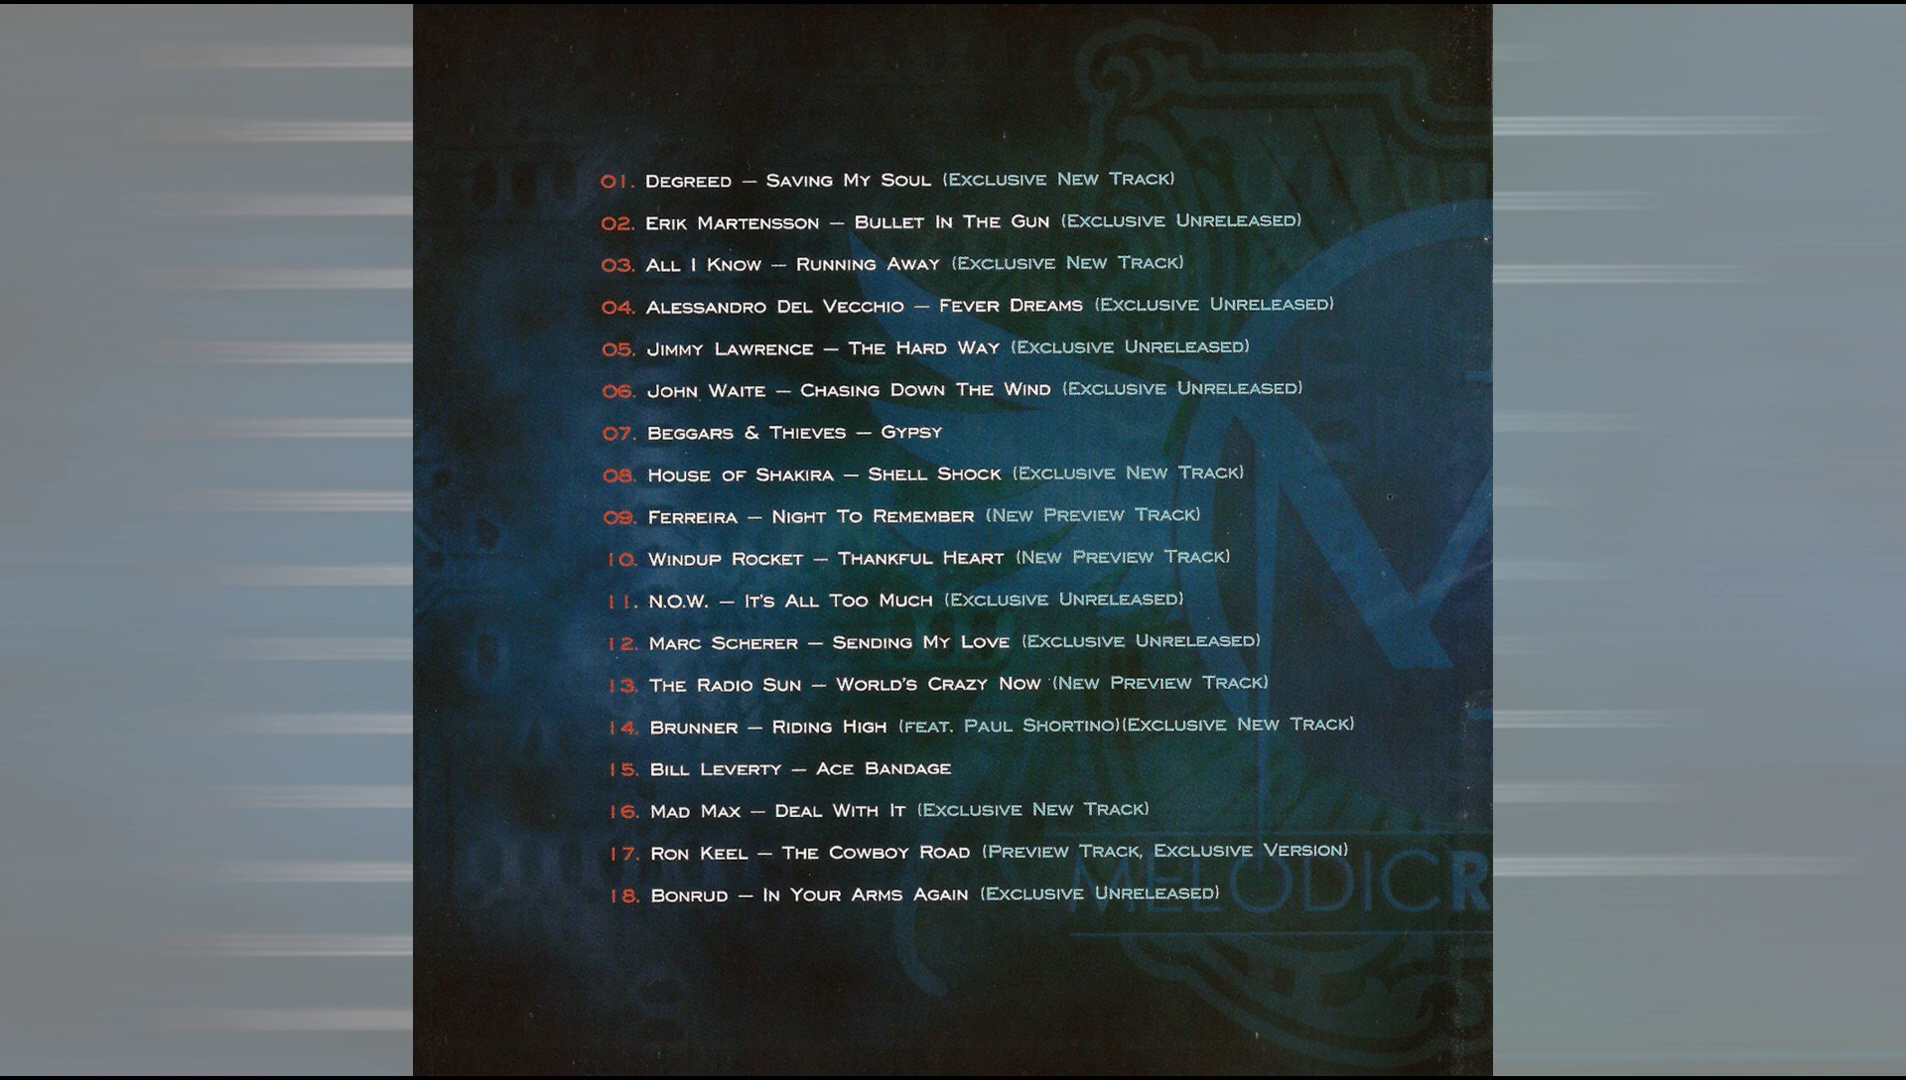 01. Degreed — Saving My Soul (Exclusive New Track)
02. Erik Martensson — Bullet In The Gun (Exclusive Unreleased)
03. All I Know — Running Away (Exclusive New Track)
04. Alessandro Del Vecchio — Fever Dreams (Exclusive Unreleased)
05. Jimmy Lawrence — The Hard Way (Exclusive Unreleased)
06. John Waite — Chasing Down The Wind (Exclusive Unreleased)
07. Beggars & Thieves — Gypsy
08. House of Shakira — Shell Shock (Exclusive New Track)
09. Ferreira — Night To Remember (New Preview Track)
10. Windup Rocket — Thankful Heart (New Preview Track)
11. N.O.W. — It's All Too Much (Exclusive Unreleased)
12. Marc Scherer — Sending My Love (Exclusive Unreleased)
13. The Radio Sun — World's Crazy Now (New Preview Track)
14. Brunner — Riding High (feat. Paul Shortino)(Exclusive New Track)
15. Bill Leverty — Ace Bandage
16. Mad Max — Deal With It (Exclusive New Track)
17. Ron Keel — The Cowboy Road (Preview Track, Exclusive Version)
MELODICR
18. Bonrud — In Your Arms Again (Exclusive Unreleased)